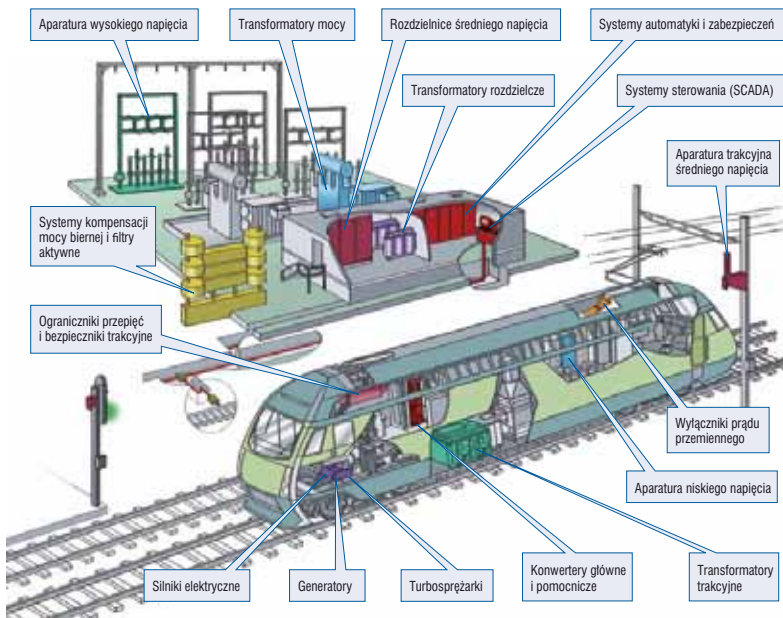 Aparatura wysokiego napięcia
Transformatory mocy
Rozdzielnice średniego napięcia
Systemy automatyki i zabezpieczeń
Transformatory rozdzielcze
Systemy sterowania (SCADA)
Aparatura trakcyjna
średniego napięcia
Systemy kompensacji
mocy biernej i filtry
aktywne
Ograniczniki przepięć
i bezpieczniki trakcyjne
Wyłączniki prądu
przemiennego
Aparatura niskiego napięcia
Silniki elektryczne
Generatory
Turbosprężarki
Konwertery główne
i pomocnicze
Transformatory
trakcyjne